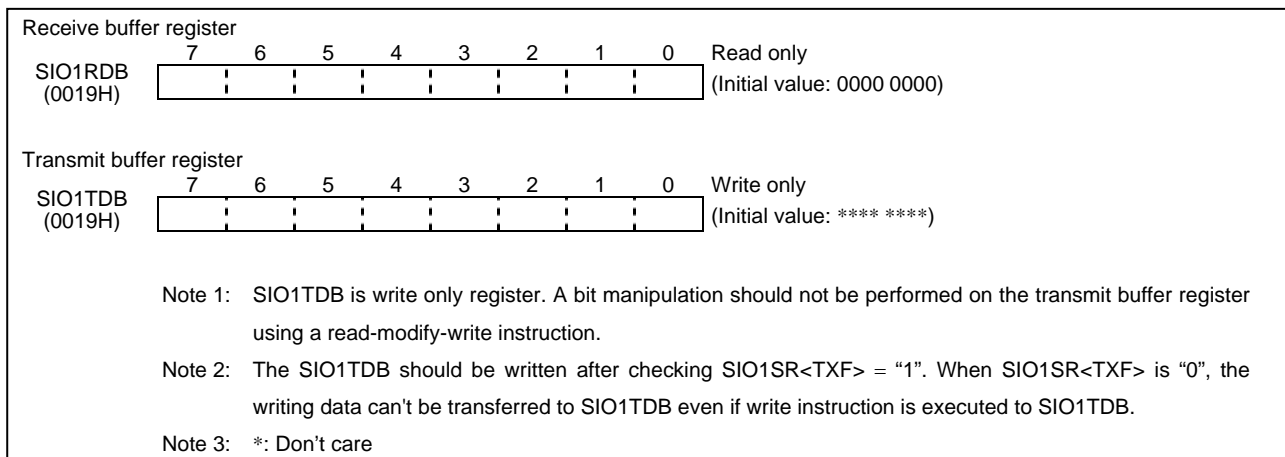 Receive buffer register
7 6 5 4 3 2 1 0 Read only
SIO1RDB
(0019H)
(Initial value: 0000 0000)
Transmit buffer register
7 6 5 4 3 2 1 0 Write only
SIO1TDB
(0019H)
(Initial value: **** ****)
Note 1: SIO1TDB is write only register. A bit manipulation should not be performed on the transmit buffer register
using a read-modify-write instruction.
Note 2: The SIO1TDB should be written after checking SIO1SR<TXF> = “1”. When SIO1SR<TXF> is “0”, the
writing data can't be transferred to SIO1TDB even if write instruction is executed to SIO1TDB.
Note 3: *: Don’t care